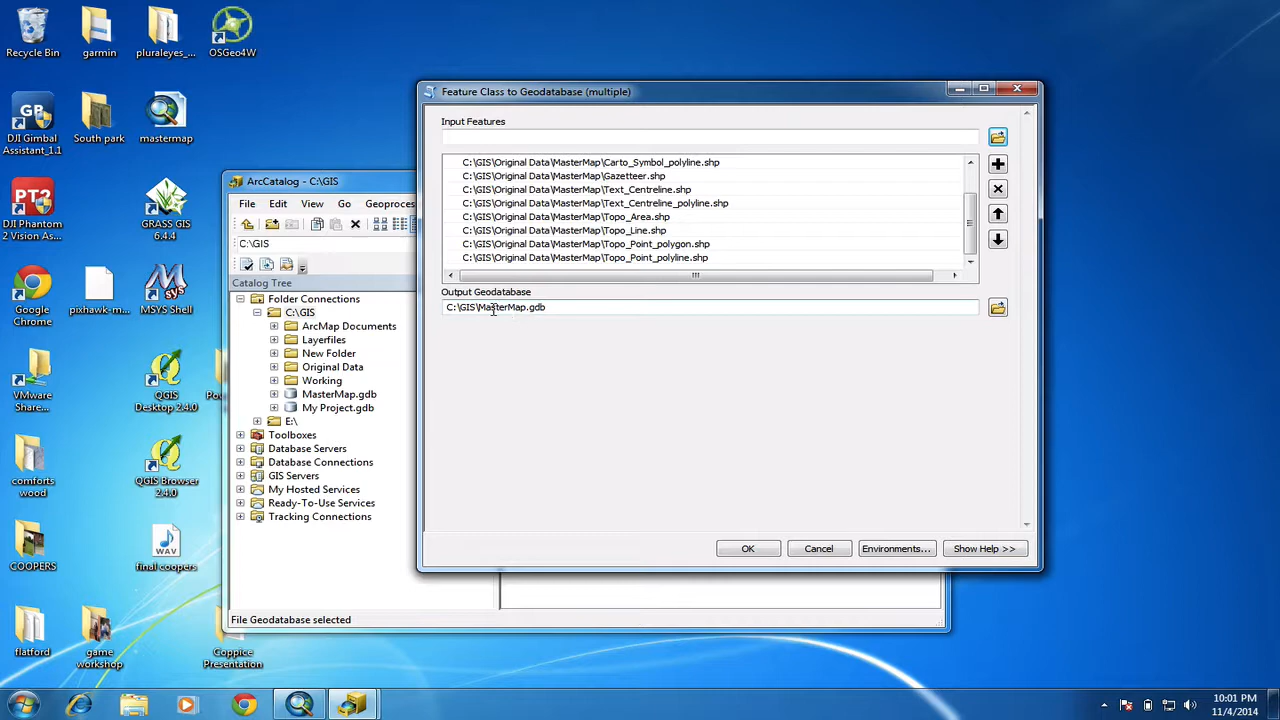 Recycle Bin
garmin
pluraleyes_...
OSGeo4W
DJI Gimbal
Assistant_1.1
South park
mastermap
DJI Phantom
2 Vision As...
GRASS GIS
6.4.4
Google
Chrome
pixhawk-m...
MSYS Shell
VMware
Share...
QGIS
Desktop 2.4.0
comforts
wood
QGIS Browser
2.4.0
COOPERS
final coopers
flatford
game
workshop
Coppice
Presentation
ArcCatalog - C:\GIS
File Edit View Go Geoproces
C:\GIS
Catalog Tree
Folder Connections
C:\GIS
ArcMap Documents
Layerfiles
New Folder
Original Data
Working
MasterMap.gdb
My Project.gdb
E:\
Toolboxes
Database Servers
Database Connections
GIS Servers
My Hosted Services
Ready-To-Use Services
Tracking Connections
File Geodatabase selected
Feature Class to Geodatabase (multiple)
Input Features
C:\GIS\Original Data\MasterMap\Carto_Symbol_polyline.shp
C:\GIS\Original Data\MasterMap\Gazetteer.shp
C:\GIS\Original Data\MasterMap\Text_Centreline.shp
C:\GIS\Original Data\MasterMap\Text_Centreline_polyline.shp
C:\GIS\Original Data\MasterMap\Topo_Area.shp
C:\GIS\Original Data\MasterMap\Topo_Line.shp
C:\GIS\Original Data\MasterMap\Topo_Point_polygon.shp
C:\GIS\Original Data\MasterMap\Topo_Point_polyline.shp
Output Geodatabase
C:\GIS\MasterMap.gdb
OK
Cancel
Environments...
Show Help >>
10:01 PM
11/4/2014